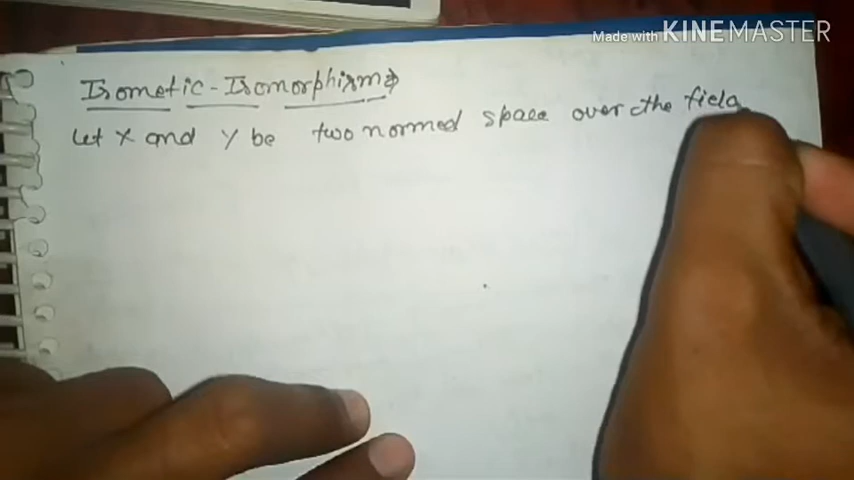 Made with KINEMASTER
Isometic-Isomorphism
Let X and Y be two normed space over the field